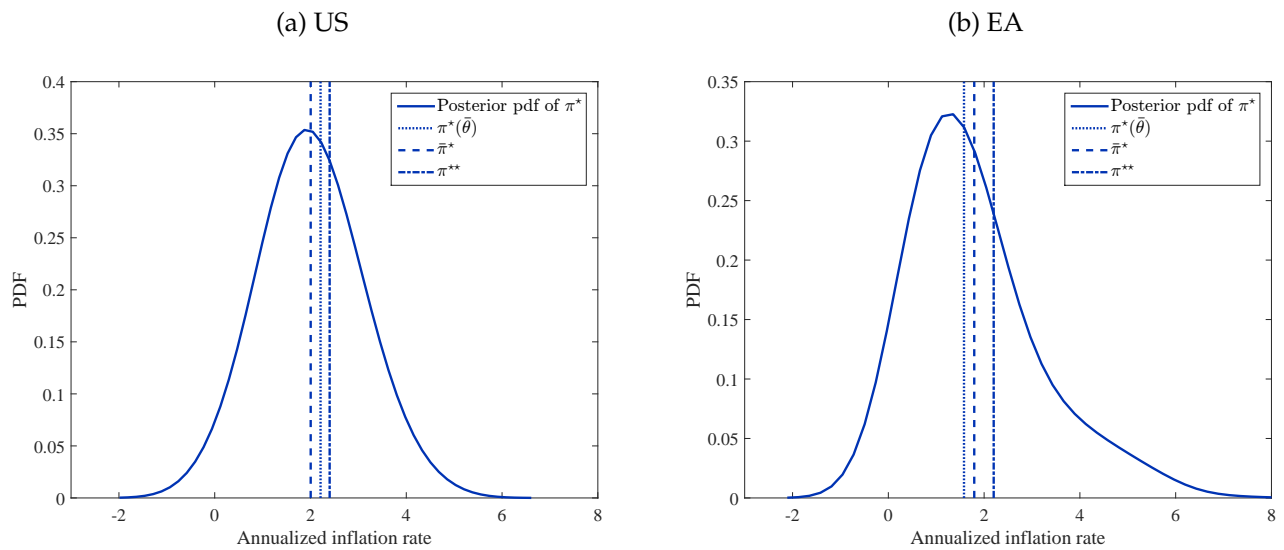 (a) US
0.4
0.35
0.3
0.25
0.2
0.15
0.1
0.05
0
PDF
-2
0
2
4
6
8
Annualized inflation rate
Posterior pdf of π⋆
π⋆(θ̄)
π̄⋆
π⋆⋆
(b) EA
0.35
0.3
0.25
0.2
0.15
0.1
0.05
0
PDF
-2
0
2
4
6
8
Annualized inflation rate
Posterior pdf of π⋆
π⋆(θ̄)
π̄⋆
π⋆⋆